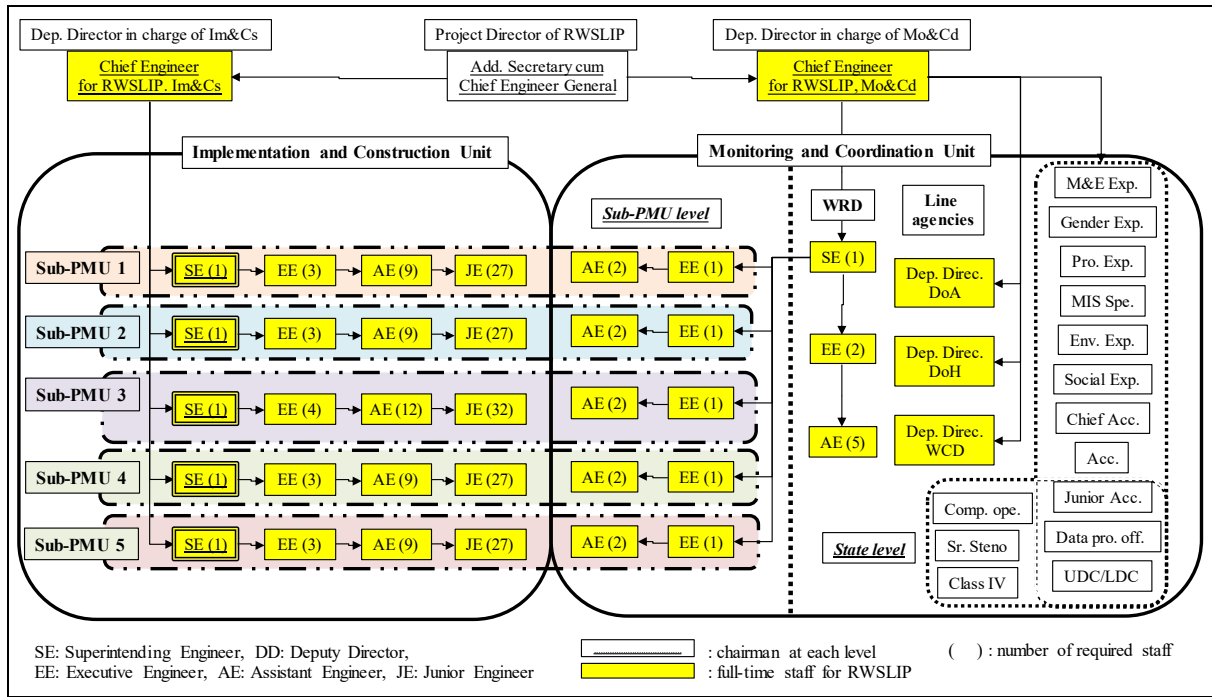 Dep. Director in charge of Im&Cs
Project Director of RWSLIP
Dep. Director in charge of Mo&Cd
Chief Engineer
for RWSLIP. Im&Cs
Add. Secretary cum
Chief Engineer General
Chief Engineer
for RWSLIP, Mo&Cd
Implementation and Construction Unit
Monitoring and Coordination Unit
Sub-PMU level
WRD
Line
agencies
M&E Exp.
Gender Exp.
Pro. Exp.
MIS Spe.
Env. Exp.
Social Exp.
Chief Acc.
Acc.
Junior Acc.
Data pro. off.
UDC/LDC
Comp. ope.
Sr. Steno
Class IV
State level
SE (1)
EE (2)
AE (5)
Dep. Direc.
DoA
Dep. Direc.
DoH
Dep. Direc.
WCD
Sub-PMU 1
SE (1)
EE (3)
AE (9)
JE (27)
AE (2)
EE (1)
Sub-PMU 2
SE (1)
EE (3)
AE (9)
JE (27)
AE (2)
EE (1)
Sub-PMU 3
SE (1)
EE (4)
AE (12)
JE (32)
AE (2)
EE (1)
Sub-PMU 4
SE (1)
EE (3)
AE (9)
JE (27)
AE (2)
EE (1)
Sub-PMU 5
SE (1)
EE (3)
AE (9)
JE (27)
AE (2)
EE (1)
SE: Superintending Engineer, DD: Deputy Director,
EE: Executive Engineer, AE: Assistant Engineer, JE: Junior Engineer
: chairman at each level
: full-time staff for RWSLIP
( ) : number of required staff